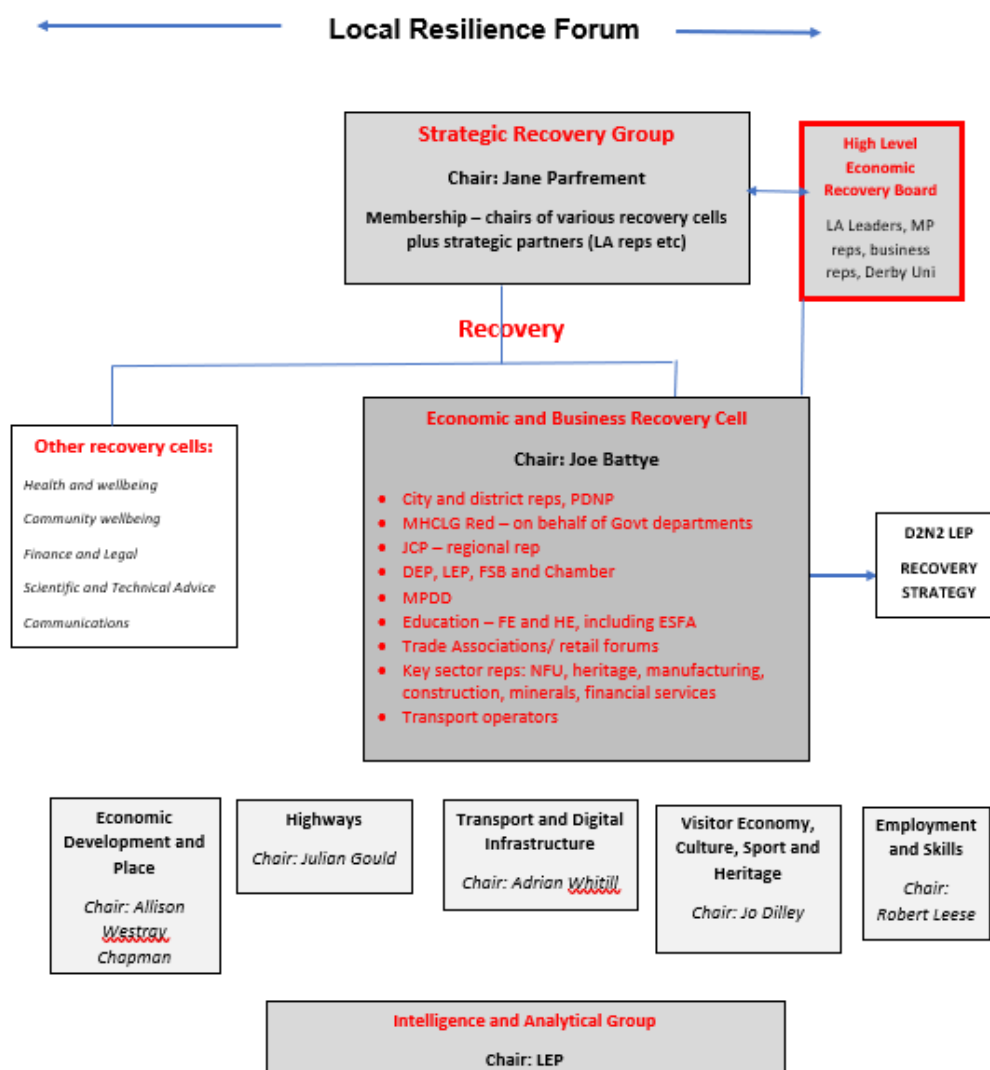 Local Resilience Forum
Strategic Recovery Group
Chair: Jane Parfrement
Membership – chairs of various recovery cells
plus strategic partners (LA reps etc)
High Level
Economic
Recovery Board
LA Leaders, MP
reps, business
reps, Derby Uni
Recovery
Other recovery cells:
Health and wellbeing
Community wellbeing
Finance and Legal
Scientific and Technical Advice
Communications
Economic and Business Recovery Cell
Chair: Joe Battye
• City and district reps, PDNP
• MHCLG Red – on behalf of Govt departments
• JCP – regional rep
• DEP, LEP, FSB and Chamber
• MPDD
• Education – FE and HE, including ESFA
• Trade Associations/ retail forums
• Key sector reps: NFU, heritage, manufacturing,
construction, minerals, financial services
• Transport operators
D2N2 LEP
RECOVERY
STRATEGY
Economic
Development and
Place
Chair: Allison
Westray
Chapman
Highways
Chair: Julian Gould
Transport and Digital
Infrastructure
Chair: Adrian Whitill
Visitor Economy,
Culture, Sport and
Heritage
Chair: Jo Dilley
Employment
and Skills
Chair:
Robert Leese
Intelligence and Analytical Group
Chair: LEP